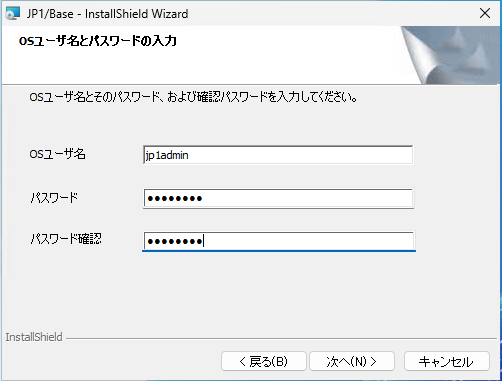 JP1/Base - InstallShield Wizard
OSユーザ名とパスワードの入力
OSユーザ名とそのパスワード、および確認パスワードを入力してください。
OSユーザ名
jp1admin
パスワード
●●●●●●●●
パスワード確認
●●●●●●●●
InstallShield
< 戻る(B)
次へ(N) >
キャンセル